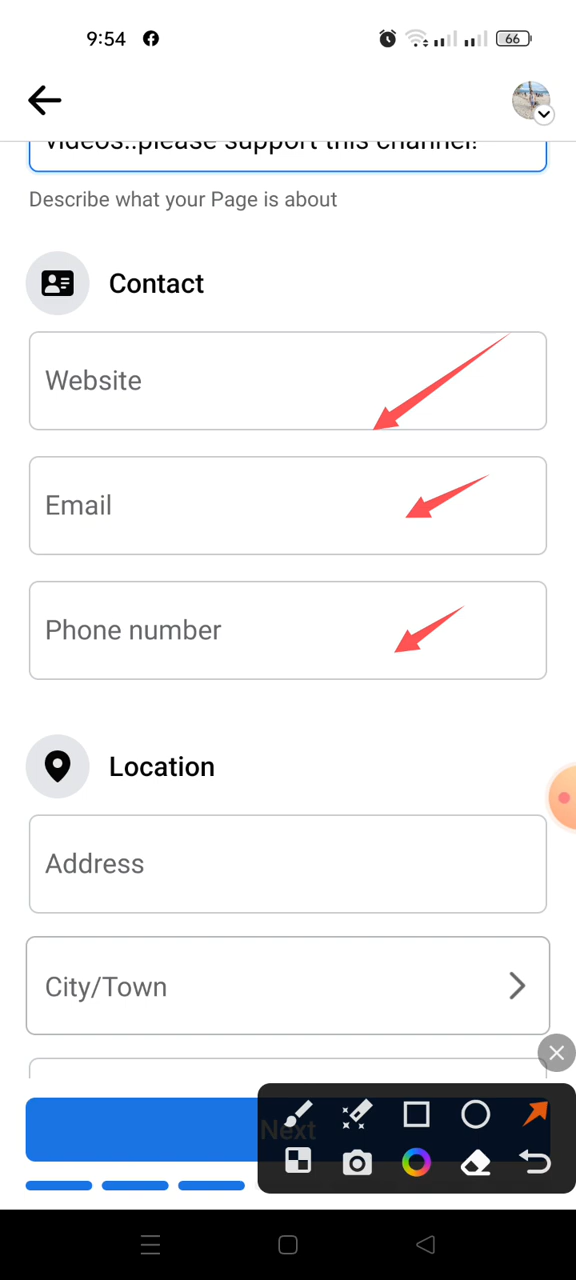 9:54
66
videos..please support this channel!
Describe what your Page is about
Contact
Website
Email
Phone number
Location
Address
City/Town
Next